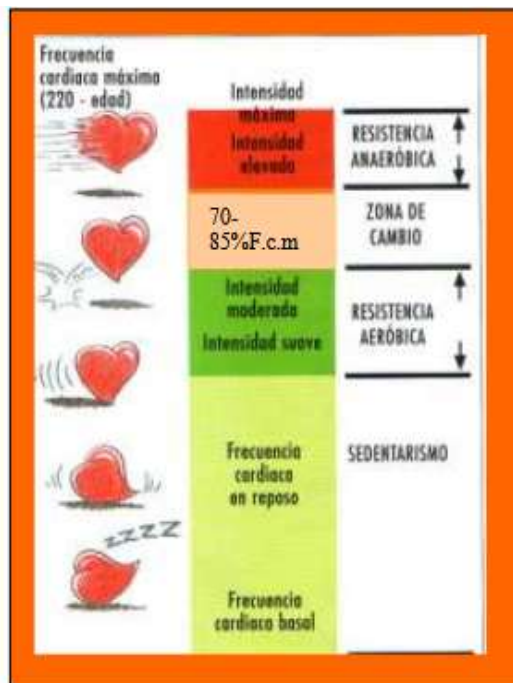 Frecuencia
cardiaca máxima
(220 - edad)
Intensidad
máxima
Intensidad
elevada
RESISTENCIA
ANAERÓBICA
70-
85%F.c.m
ZONA DE
CAMBIO
Intensidad
moderada
Intensidad suave
RESISTENCIA
AERÓBICA
Frecuencia
cardiaca
en reposo
SEDENTARISMO
zzzzz
Frecuencia
cardiaca basal